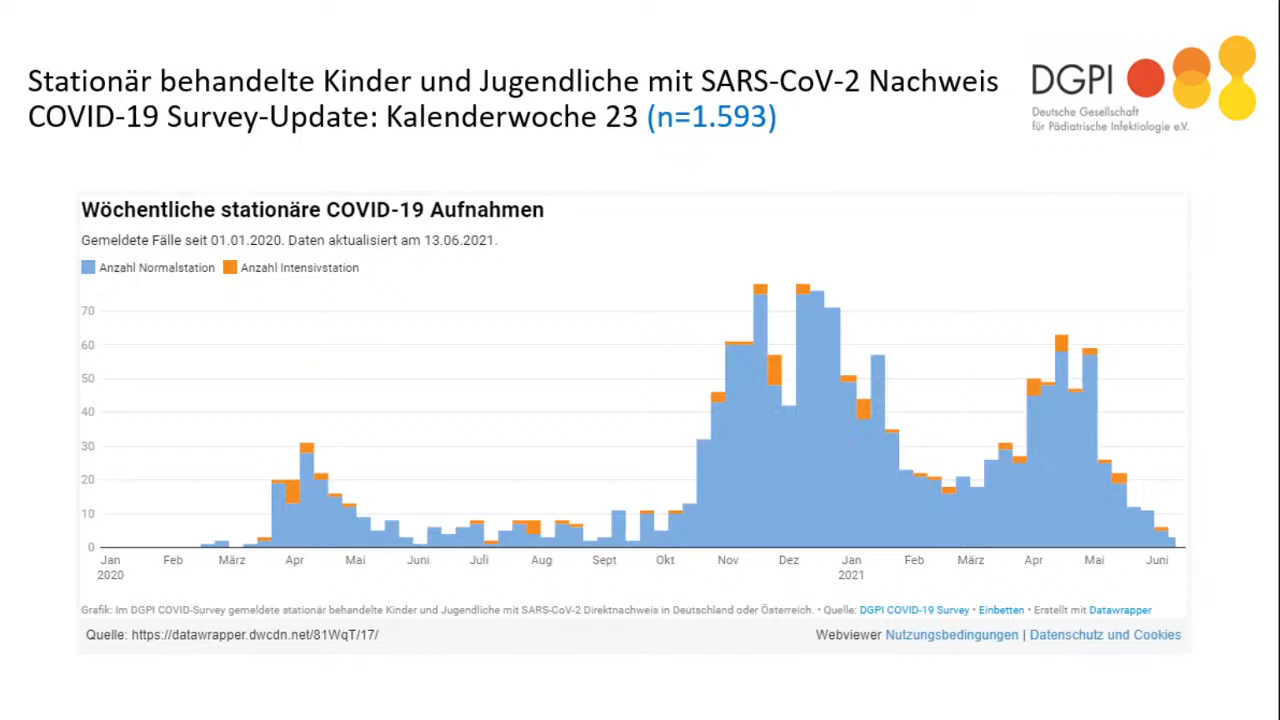 Stationär behandelte Kinder und Jugendliche mit SARS-CoV-2 Nachweis
COVID-19 Survey-Update: Kalenderwoche 23 (n=1.593)
DGPI
Deutsche Gesellschaft
für Pädiatrische Infektiologie e.V.
Wöchentliche stationäre COVID-19 Aufnahmen
Gemeldete Fälle seit 01.01.2020. Daten aktualisiert am 13.06.2021.
Anzahl Normalstation Anzahl Intensivstation
70
60
50
40
30
20
10
0
Jan Feb März Apr Mai Juni Juli Aug Sept Okt Nov Dez Jan Feb März Apr Mai Juni
2020 2021
Grafik: Im DGPI COVID-Survey gemeldete stationär behandelte Kinder und Jugendliche mit SARS-CoV-2 Direktnachweis in Deutschland oder Österreich. • Quelle: DGPI COVID-19 Survey • Einbetten • Erstellt mit Datawrapper
Quelle: https://datawrapper.dwcdn.net/81WqT/17/ Webviewer Nutzungsbedingungen | Datenschutz und Cookies